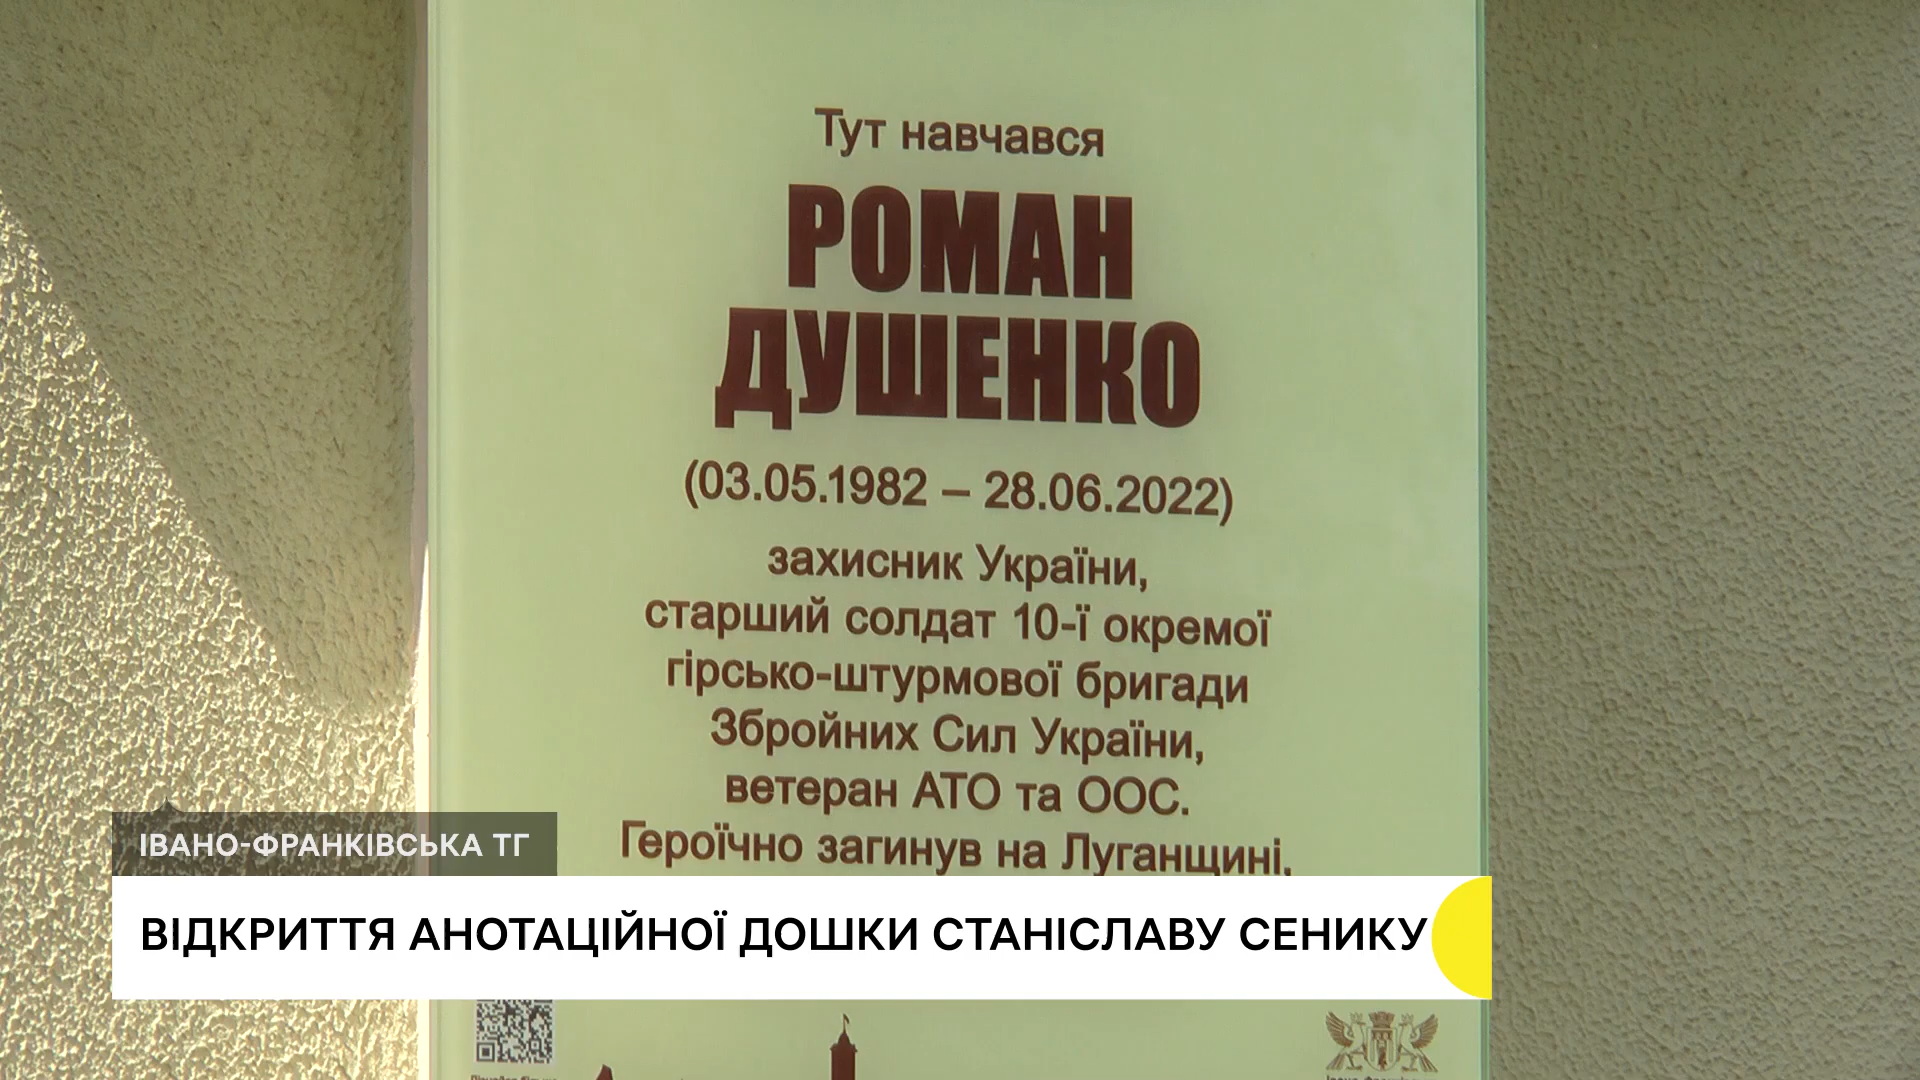 Тут навчався
РОМАН
ДУШЕНКО
(03.05.1982 – 28.06.2022)
захисник України,
старший солдат 10-ї окремої
гірсько-штурмової бригади
Збройних Сил України,
ветеран АТО та ООС.
Героїчно загинув на Луганщині,
ІВАНО-ФРАНКІВСЬКА ТГ
ВІДКРИТТЯ АНОТАЦІЙНОЇ ДОШКИ СТАНІСЛАВУ СЕНИКУ